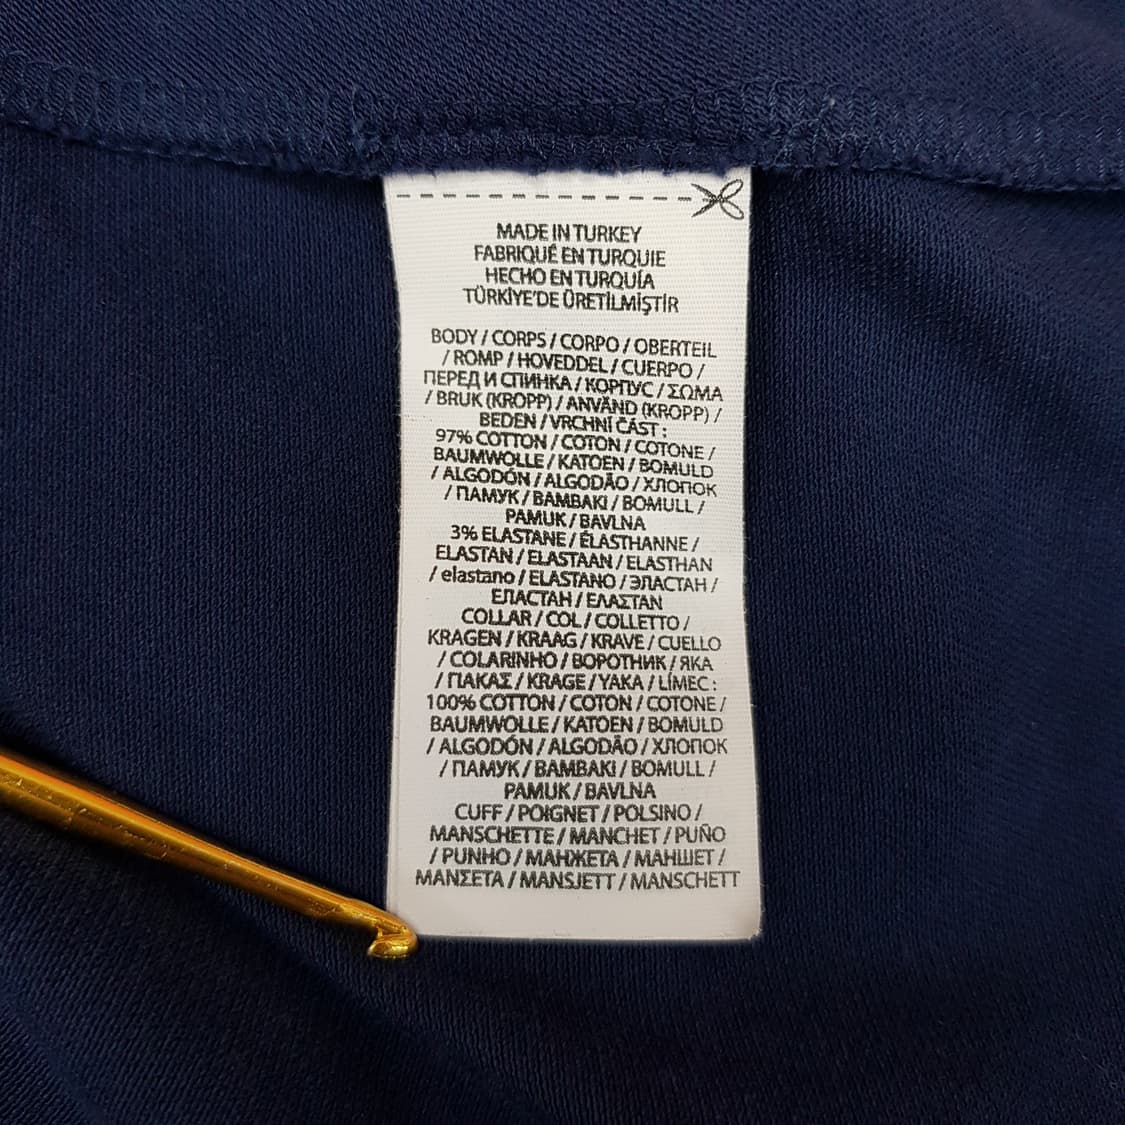 MADE IN TURKEY
FABRIQUÉ EN TURQUIE
HECHO EN TURQUÍA
TÜRKİYE'DE ÜRETİLMİŞTİR
BODY / CORPS / CORPO / OBERTEIL
/ ROMP / HOVEDDEL / CUERPO /
ПЕРЕД И СПИНКА / КОРПУС / ΣΩΜΑ
/ BRUK (KROPP) / ANVÄND (KROPP) /
BEDEN / VRCHNÍ ČÁST :
97% COTTON / COTON / COTONE /
BAUMWOLLE / KATOEN / BOMULD
/ ALGODÓN / ALGODÃO / ХЛОПОК
/ ПАМУК / ΒΑΜΒΑΚΙ / BOMULL /
PAMUK / BAVLNA
3% ELASTANE / ÉLASTHANNE /
ELASTAN / ELASTAAN / ELASTHAN
/ elastano / ELASTANO / ЭЛАСТАН /
ЕЛАСТАН / ΕΛΑΣΤΑΝ
COLLAR / COL / COLLETTO /
KRAGEN / KRAAG / KRAVE / CUELLO
/ COLARINHO / ВОРОТНИК / ЯКА
/ ΓΙΑΚΑΣ / KRAGE / YAKA / LÍMEC :
100% COTTON / COTON / COTONE /
BAUMWOLLE / KATOEN / BOMULD
/ ALGODÓN / ALGODÃO / ХЛОПОК
/ ПАМУК / ΒΑΜΒΑΚΙ / BOMULL /
PAMUK / BAVLNA
CUFF / POIGNET / POLSINO /
MANSCHETTE / MANCHET / PUÑO
/ PUNHO / МАНЖЕТА / МАНШЕТ /
ΜΑΝΣΕΤΑ / MANSJETT / MANSCHETT